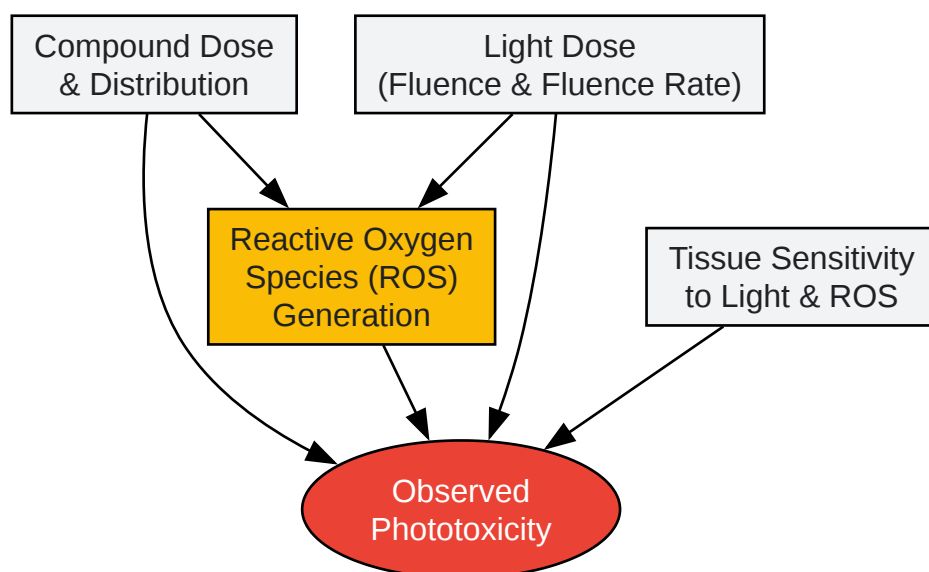 Compound Dose
& Distribution
Light Dose
(Fluence & Fluence Rate)
Reactive Oxygen
Species (ROS)
Generation
Tissue Sensitivity
to Light & ROS
Observed
Phototoxicity